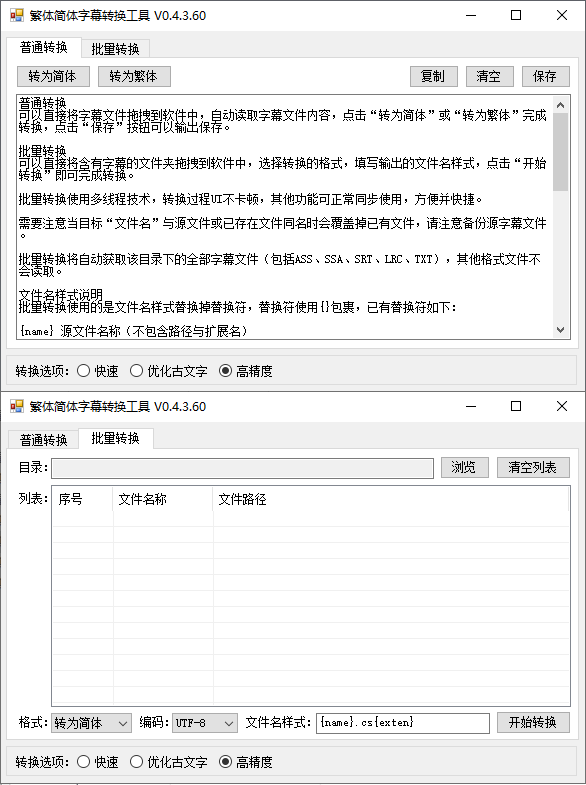 繁体简体字幕转换工具 V0.4.3.60
普通转换 批量转换
转为简体 转为繁体 复制 清空 保存
普通转换
可以直接将字幕文件拖拽到软件中，自动读取字幕文件内容，点击“转为简体”或“转为繁体”完成
转换，点击“保存”按钮可以输出保存。
批量转换
可以直接将含有字幕的文件夹拖拽到软件中，选择转换的格式，填写输出的文件名样式，点击“开始
转换”即可完成转换。
批量转换使用多线程技术，转换过程UI不卡顿，其他功能可正常同步使用，方便并快捷。
需要注意当目标“文件名”与源文件或已存在文件同名时会覆盖掉已有文件，请注意备份源字幕文件
。
批量转换将自动获取该目录下的全部字幕文件（包括ASS、SSA、SRT、LRC、TXT），其他格式文件不
会读取。
文件名样式说明
批量转换使用的是文件名样式替换掉替换符，替换符使用{}包裹，已有替换符如下：
{name} 源文件名称（不包含路径与扩展名）
转换选项： 快速 优化古文字 高精度
繁体简体字幕转换工具 V0.4.3.60
普通转换 批量转换
目录： 浏览 清空列表
列表： 序号 文件名称 文件路径
格式： 转为简体 编码： UTF-8 文件名样式： {name}.cs{exten} 开始转换
转换选项： 快速 优化古文字 高精度